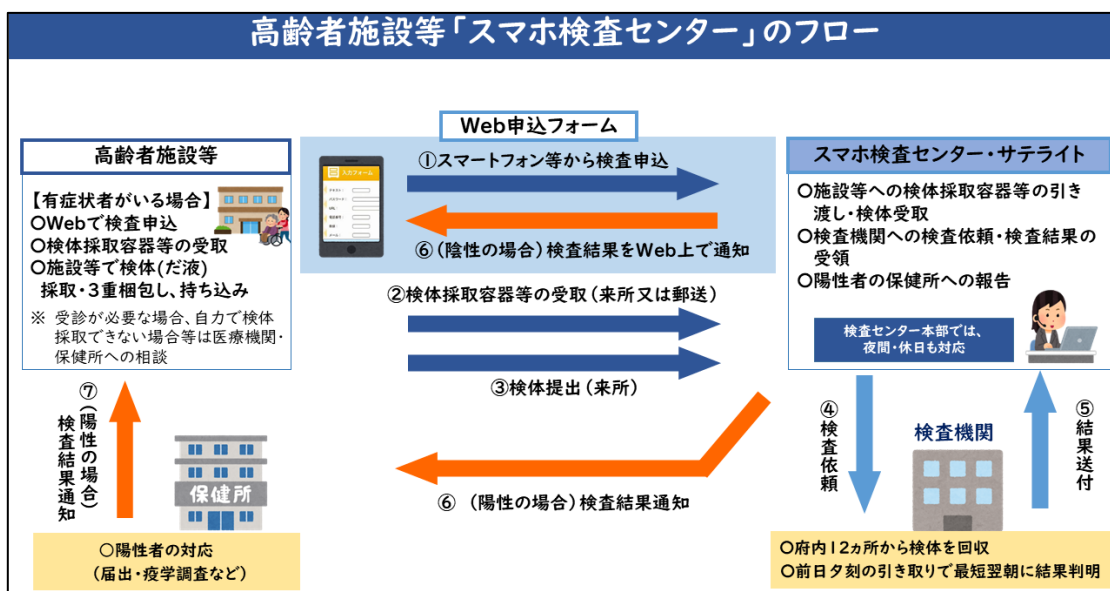 高齢者施設等「スマホ検査センター」のフロー
Web申込フォーム
高齢者施設等
【有症状者がいる場合】
○Webで検査申込
○検体採取容器等の受取
○施設等で検体(だ液)
採取・3重梱包し、持ち込み
※ 受診が必要な場合、自力で検体
採取できない場合等は医療機関・
保健所への相談
入力フォーム
①スマートフォン等から検査申込
⑥(陰性の場合)検査結果をWeb上で通知
②検体採取容器等の受取(来所又は郵送)
③検体提出(来所)
⑥ (陽性の場合)検査結果通知
スマホ検査センター・サテライト
○施設等への検体採取容器等の引き
渡し・検体受取
○検査機関への検査依頼・検査結果の
受領
○陽性者の保健所への報告
検査センター本部では、
夜間・休日も対応
④検査依頼
検査機関
⑤結果送付
○府内12ヵ所から検体を回収
○前日夕刻の引き取りで最短翌朝に結果判明
⑦(陽性の場合)
検査結果通知
保健所
○陽性者の対応
(届出・疫学調査など)